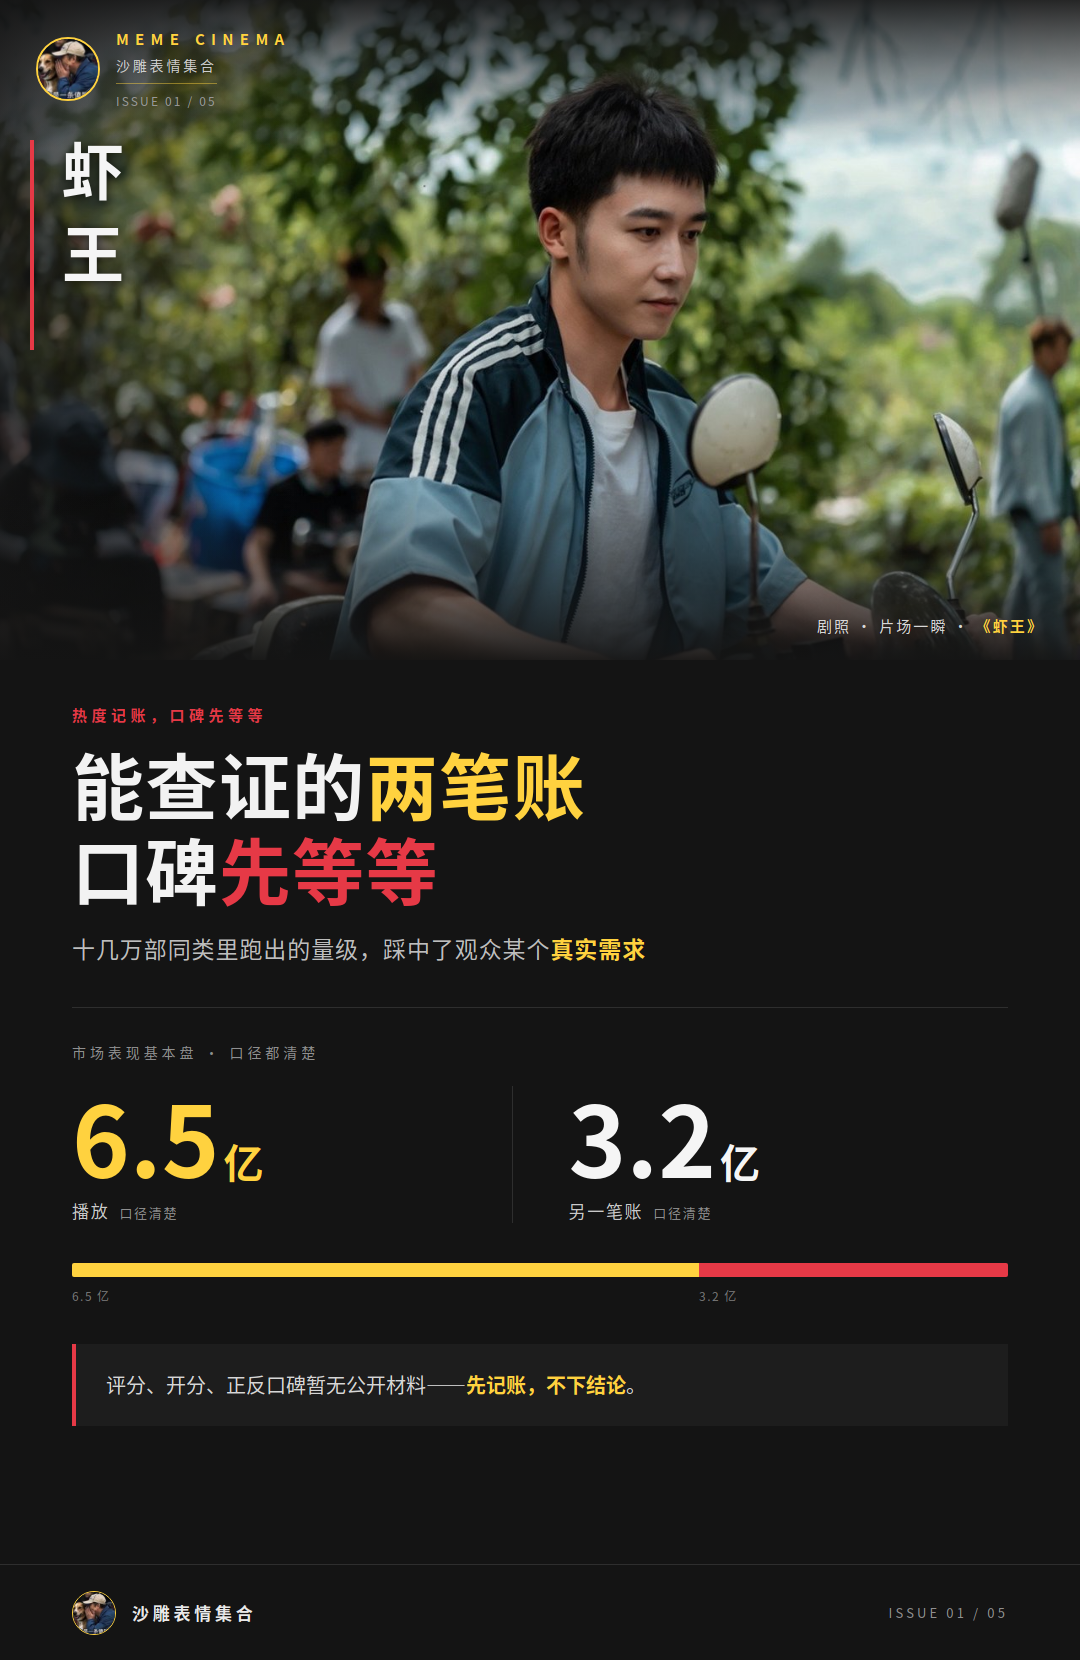 MEME CINEMA
沙雕表情集合
ISSUE 01 / 05
虾
王
剧照 · 片场一瞬 · 《虾王》
热度记账，口碑先等等
能查证的两笔账
口碑先等等
十几万部同类里跑出的量级，踩中了观众某个真实需求
市场表现基本盘 · 口径都清楚
6.5亿
播放 口径清楚
3.2亿
另一笔账 口径清楚
6.5 亿
3.2 亿
评分、开分、正反口碑暂无公开材料——先记账，不下结论。
沙雕表情集合
ISSUE 01 / 05